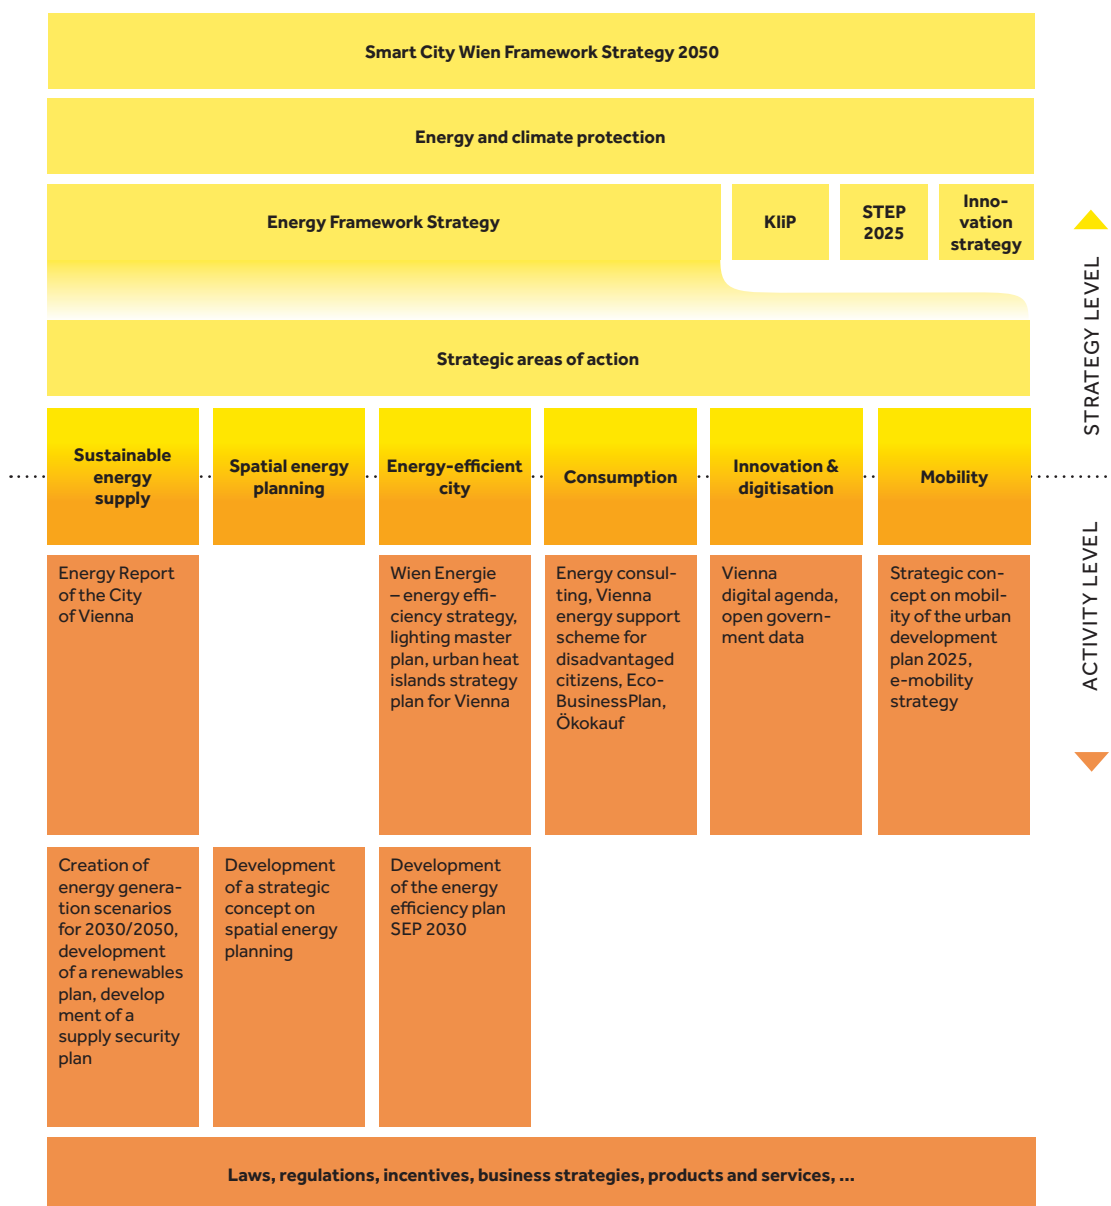 Smart City Wien Framework Strategy 2050
Energy and climate protection
Energy Framework Strategy
KliP
STEP
2025
Inno-
vation
strategy
STRATEGY LEVEL
Strategic areas of action
Sustainable
energy
supply
Spatial energy
planning
Energy-efficient
city
Consumption
Innovation &
digitisation
Mobility
ACTIVITY LEVEL
Energy Report
of the City
of Vienna
Wien Energie
– energy effi-
ciency strategy,
lighting master
plan, urban heat
islands strategy
plan for Vienna
Energy consul-
ting, Vienna
energy support
scheme for
disadvantaged
citizens, Eco-
BusinessPlan,
Ökokauf
Vienna
digital agenda,
open govern-
ment data
Strategic con-
cept on mobil-
ity of the urban
development
plan 2025,
e-mobility
strategy
Creation of
energy genera-
tion scenarios
for 2030/2050,
development
of a renewables
plan, develop
ment of a
supply security
plan
Development
of a strategic
concept on
spatial energy
planning
Development
of the energy
efficiency plan
SEP 2030
Laws, regulations, incentives, business strategies, products and services, ...